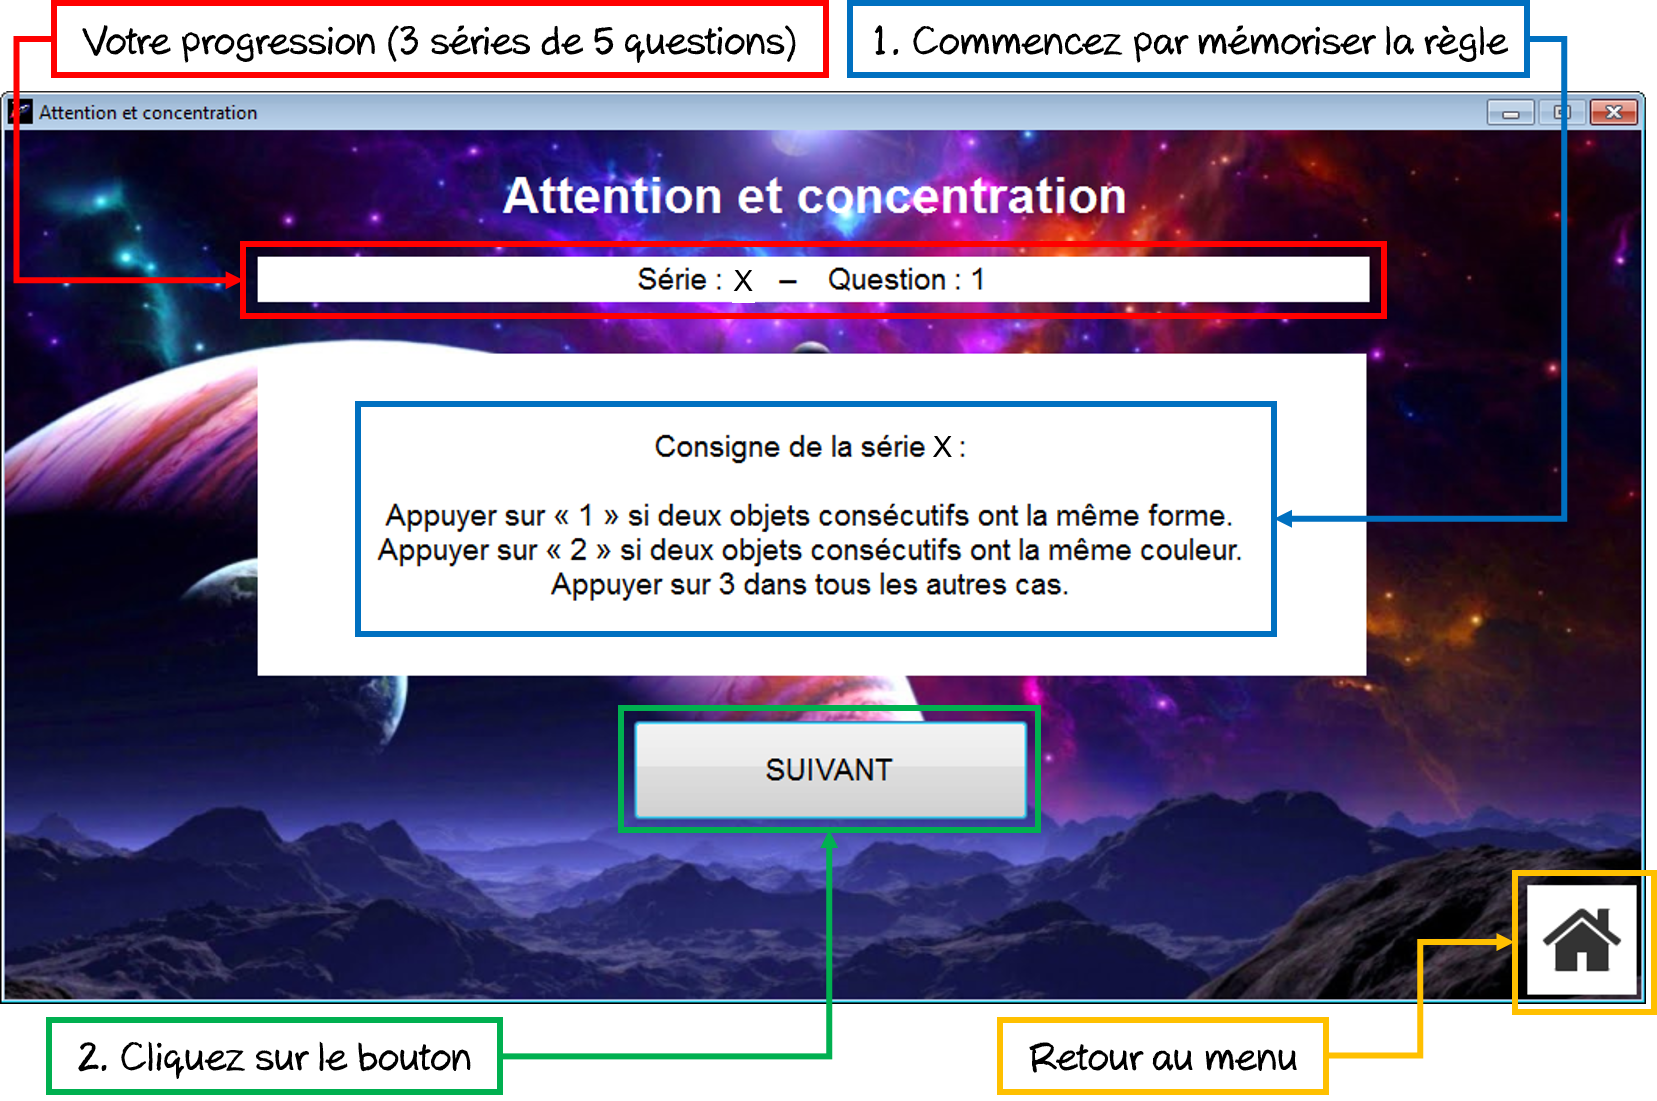 Votre progression (3 séries de 5 questions)
1. Commencez par mémoriser la règle
Attention et concentration
Attention et concentration
Série : X – Question : 1
Consigne de la série X :
Appuyer sur « 1 » si deux objets consécutifs ont la même forme.
Appuyer sur « 2 » si deux objets consécutifs ont la même couleur.
Appuyer sur 3 dans tous les autres cas.
SUIVANT
2. Cliquez sur le bouton
Retour au menu